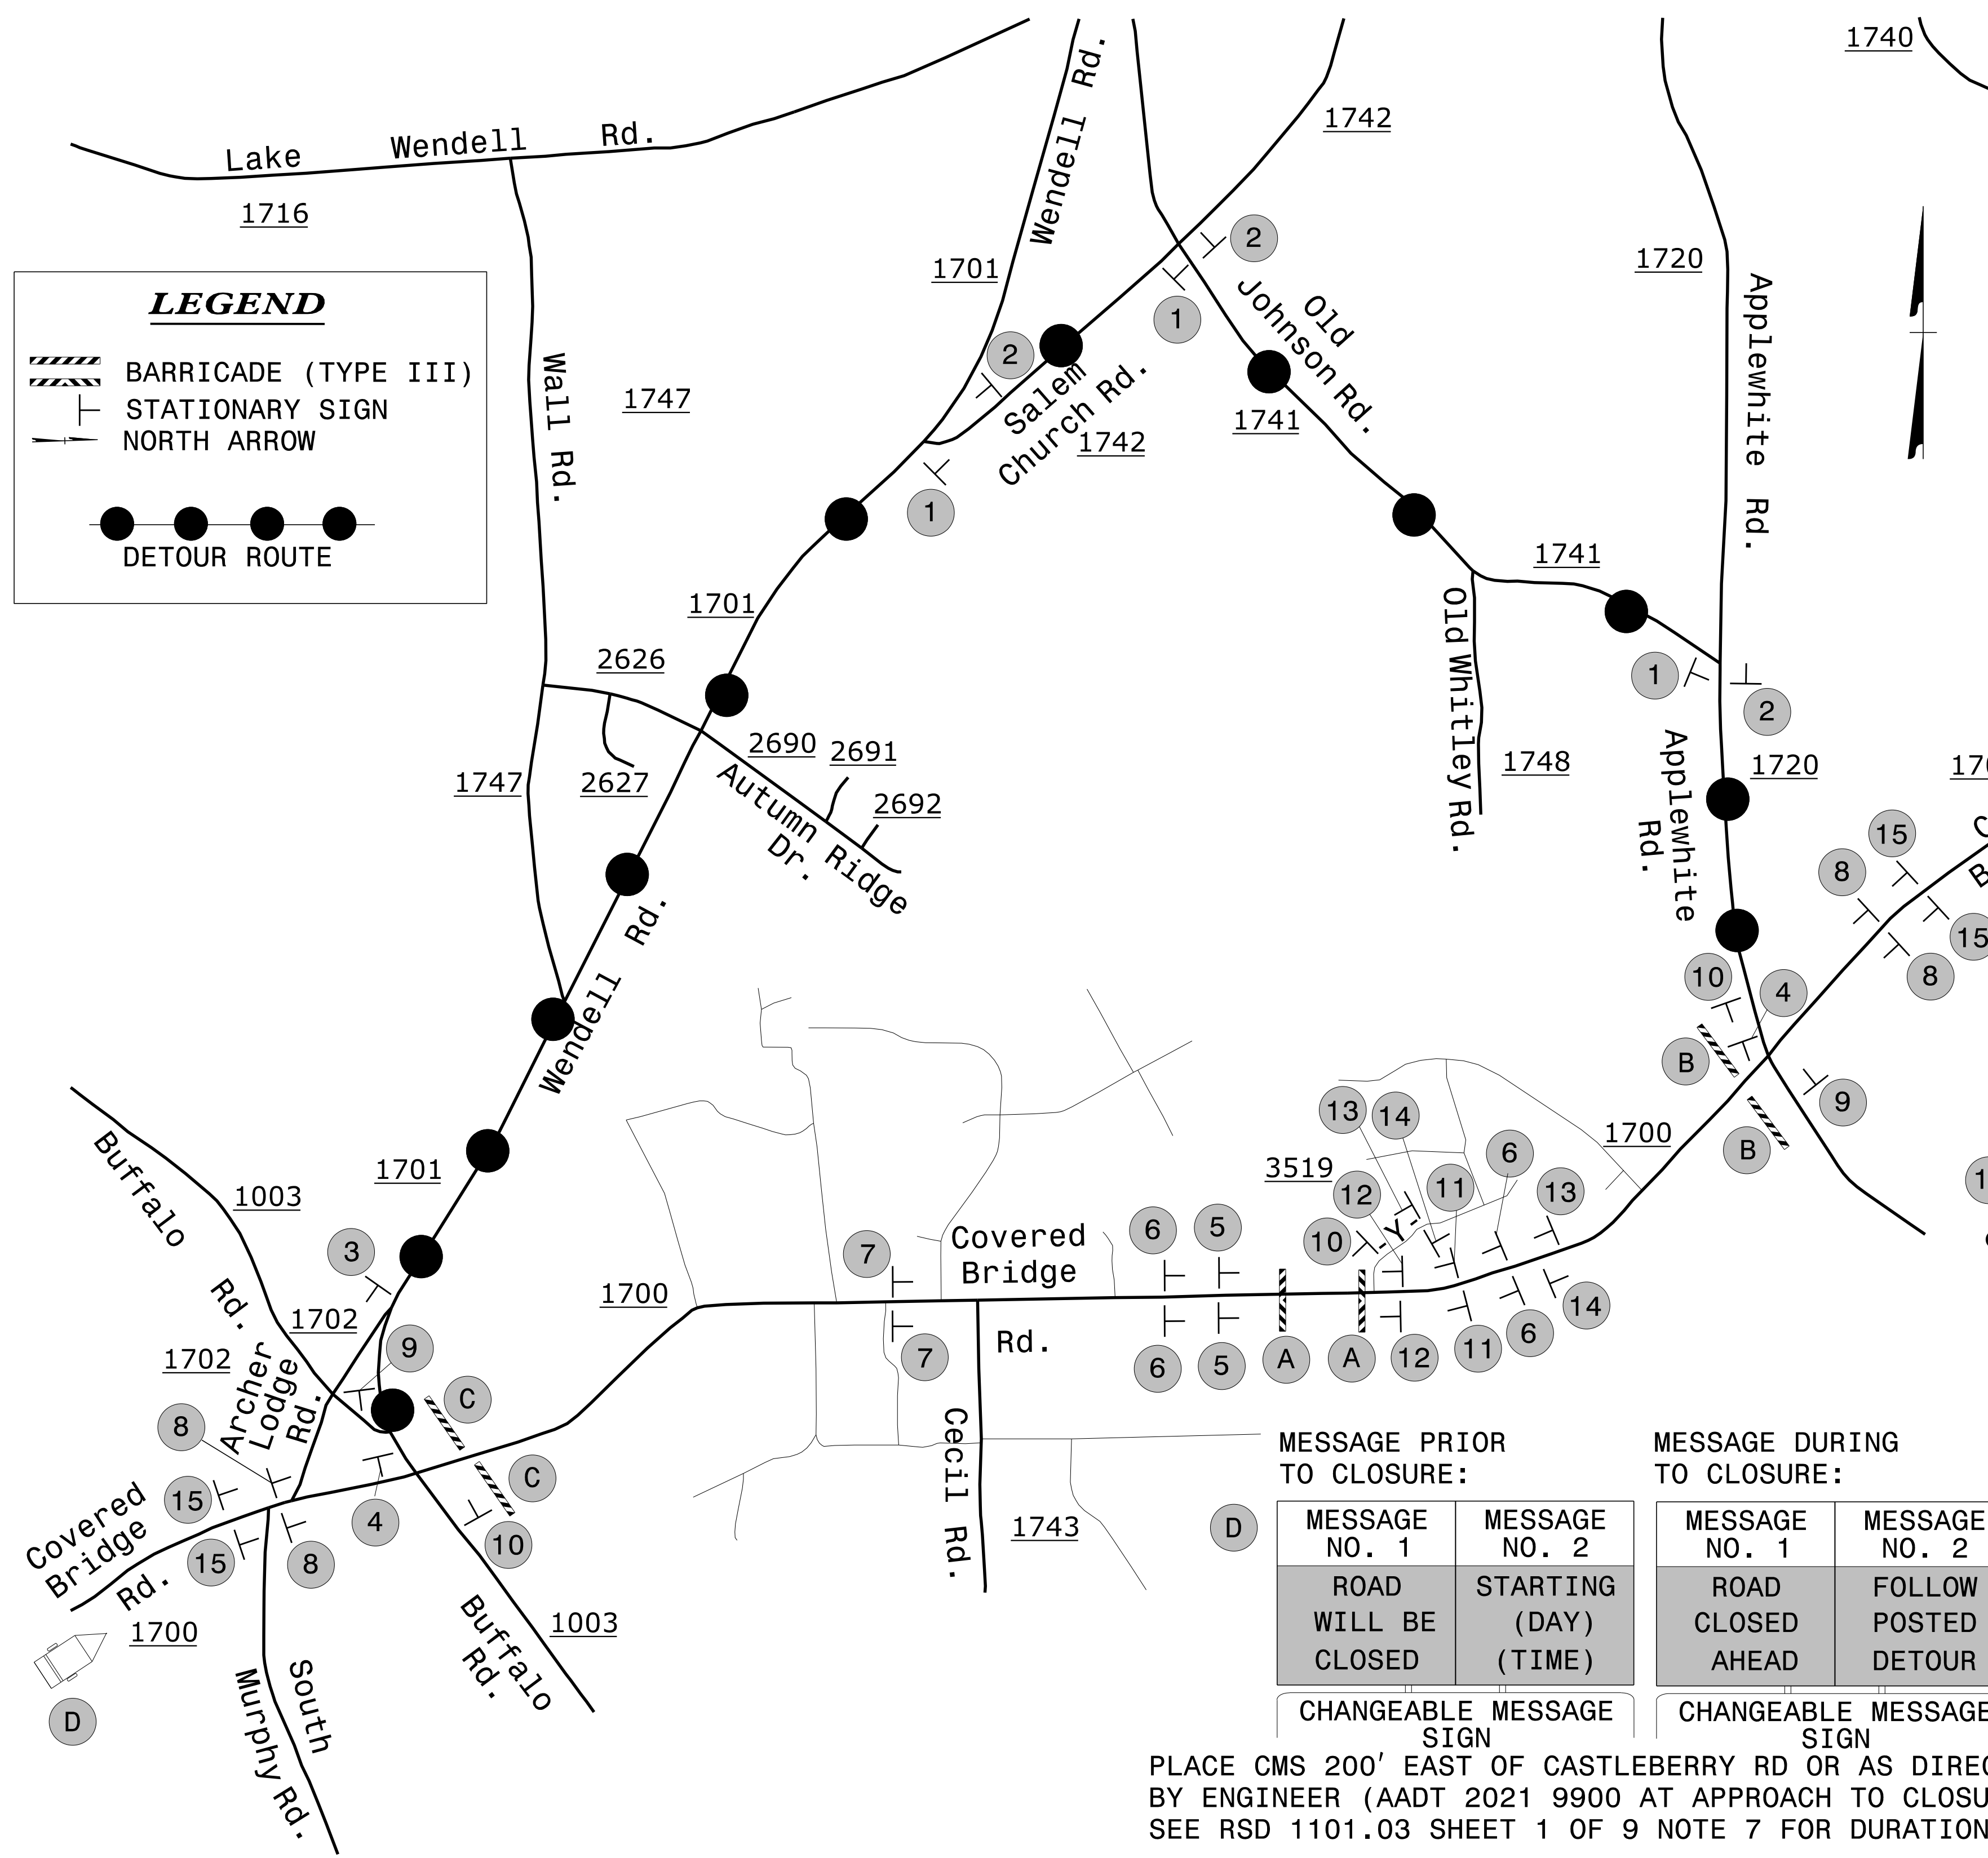 1740
Wendell Rd.
1742
Lake Wendell Rd.
1716
2
1701
1720
LEGEND
BARRICADE (TYPE III)
STATIONARY SIGN
NORTH ARROW
DETOUR ROUTE
1
Old
Johnson Rd.
Applewhite Rd.
2
Salem
Church Rd.
1742
1741
Wall Rd.
1747
1
1741
1701
Old Whitley Rd.
2626
1
2
2690
2691
1747
2627
2692
Autumn Ridge
Dr.
1748
Applewhite
Rd.
1720
15
8
15
8
Wendell Rd.
10
4
B
9
B
13
14
6
1700
Buffalo Rd.
1003
1701
3519
12
11
13
3
7
Covered
Bridge
Rd.
6
5
10
-Y-
1700
1702
14
9
7
6
5
A
A
12
11
6
1702
Archer
Lodge
Rd.
C
8
Cecil Rd.
C
15
4
10
15
8
Covered
Bridge
Rd.
1743
1700
D
South
Murphy Rd.
Buffalo
Rd.
1003
MESSAGE PRIOR
TO CLOSURE:
D
MESSAGE
NO. 1
MESSAGE
NO. 2
ROAD
WILL BE
CLOSED
STARTING
(DAY)
(TIME)
CHANGEABLE MESSAGE
SIGN
MESSAGE DURING
TO CLOSURE:
MESSAGE
NO. 1
MESSAGE
NO. 2
ROAD
CLOSED
AHEAD
FOLLOW
POSTED
DETOUR
CHANGEABLE MESSAGE
SIGN
PLACE CMS 200' EAST OF CASTLEBERRY RD OR AS
BY ENGINEER (AADT 2021 9900 AT APPROACH TO
SEE RSD 1101.03 SHEET 1 OF 9 NOTE 7 FOR DURATION